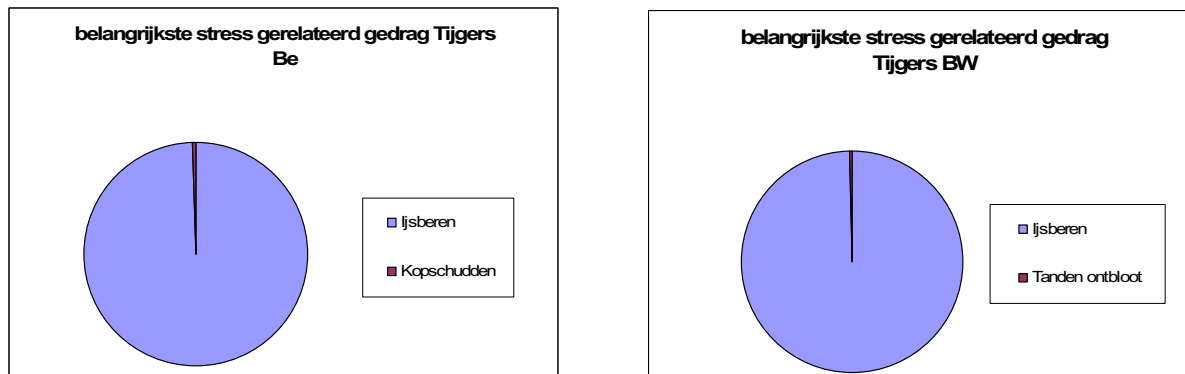 belangrijkste stress gerelateerd gedrag Tijgers
Be
Ijsberen
Kopschudden
belangrijkste stress gerelateerd gedrag
Tijgers BW
Ijsberen
Tanden ontbloot